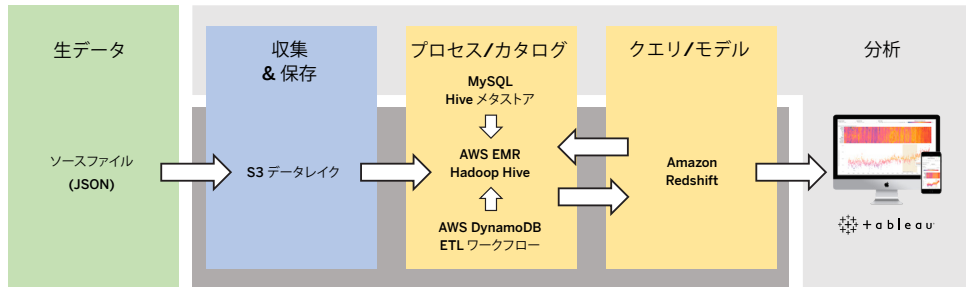 生データ
ソースファイル
(JSON)
収集
& 保存
S3 データレイク
プロセス/カタログ
MySQL
Hive メタストア
AWS EMR
Hadoop Hive
AWS DynamoDB
ETL ワークフロー
クエリ/モデル
Amazon
Redshift
分析
+ a b l e a u